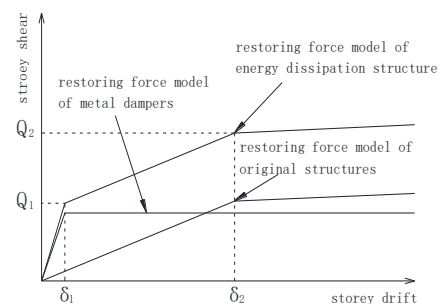 stroey shear
restoring force model of
energy dissipation structure
restoring force model
of metal dampers
Q2
restoring force model of
original structures
Q1
δ1
δ2
storey drift